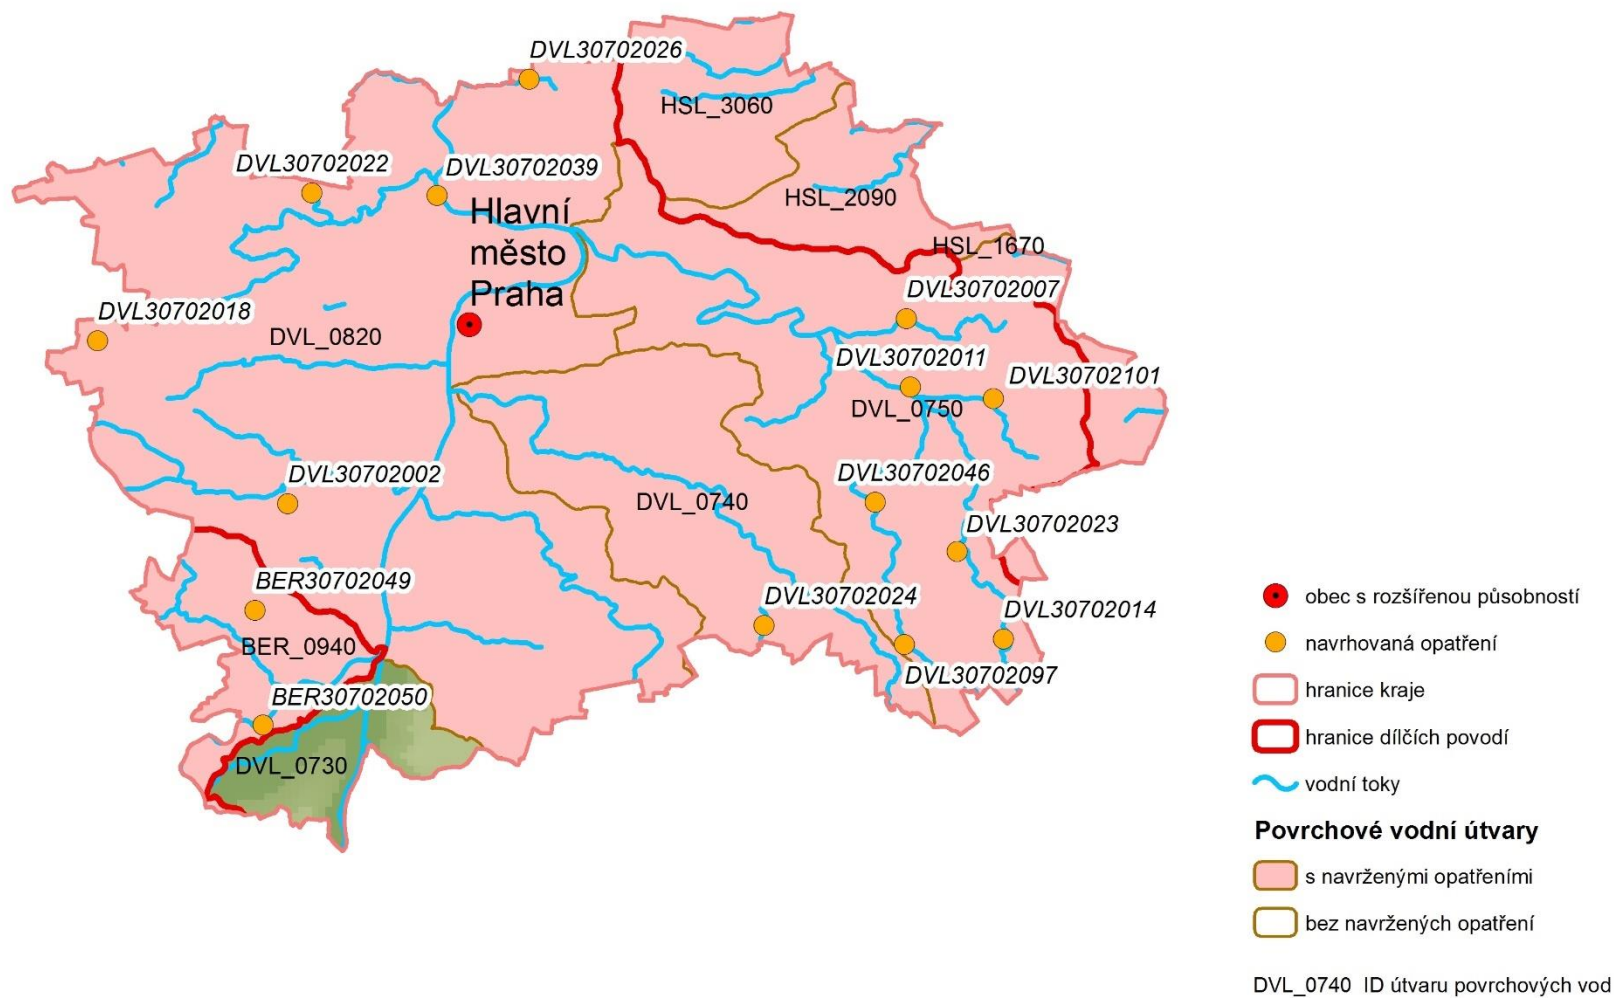 DVL30702026
HSL_3060
DVL30702022
DVL30702039
HSL_2090
Hlavní
město
Praha
HSL_1670
DVL30702007
DVL30702018
DVL_0820
DVL30702011
DVL30702101
DVL_0750
DVL30702002
DVL30702046
DVL_0740
DVL30702023
BER30702049
DVL30702024
DVL30702014
BER_0940
DVL30702097
BER30702050
DVL_0730
obec s rozšířenou působností
navrhovaná opatření
hranice kraje
hranice dílčích povodí
vodní toky
Povrchové vodní útvary
s navrženými opatřeními
bez navržených opatření
DVL_0740 ID útvaru povrchových vod